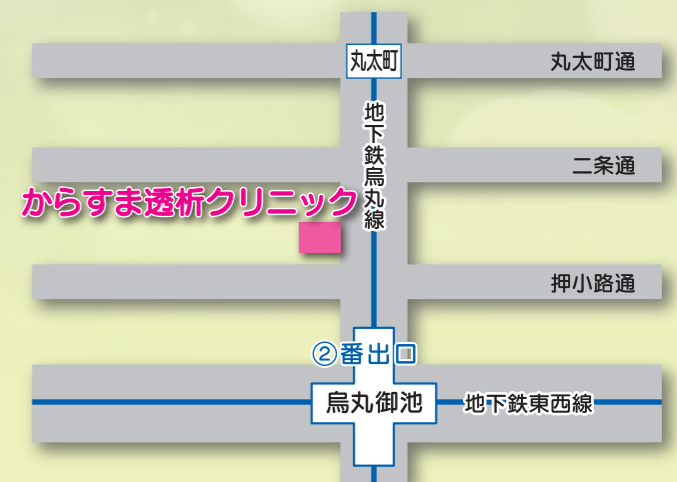 丸太町
丸太町通
地下鉄烏丸線
二条通
からすま透析クリニック
押小路通
②番出口
烏丸御池
地下鉄東西線